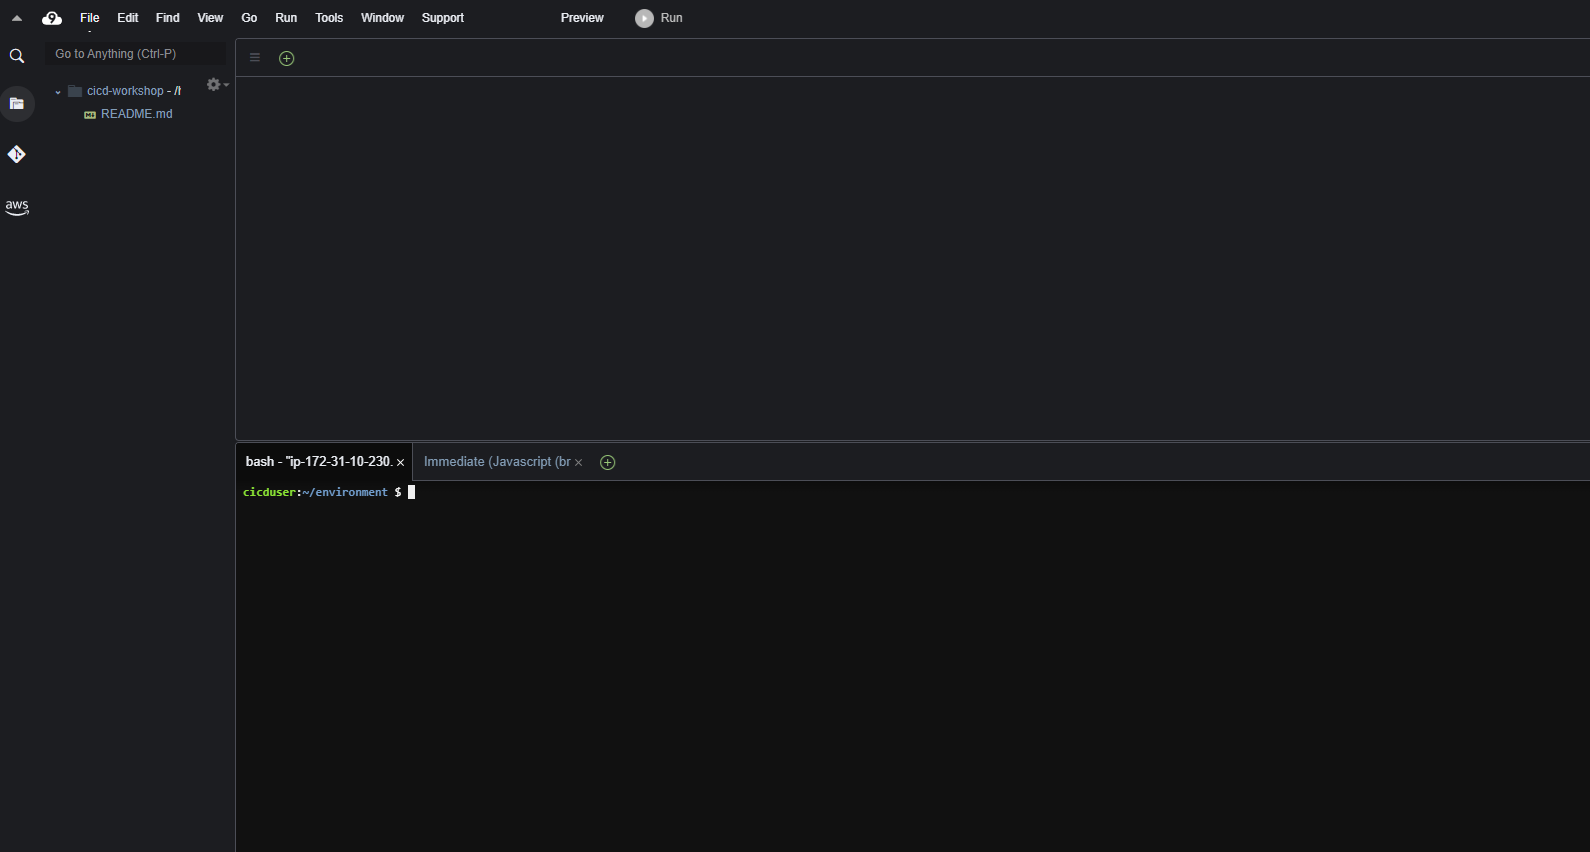 9 File Edit Find View Go Run Tools Window Support Preview Run
Go to Anything (Ctrl-P)
cicd-workshop - /
README.md
aws
bash - "ip-172-31-10-230. × Immediate (Javascript (br ×
cicduser:~/environment $